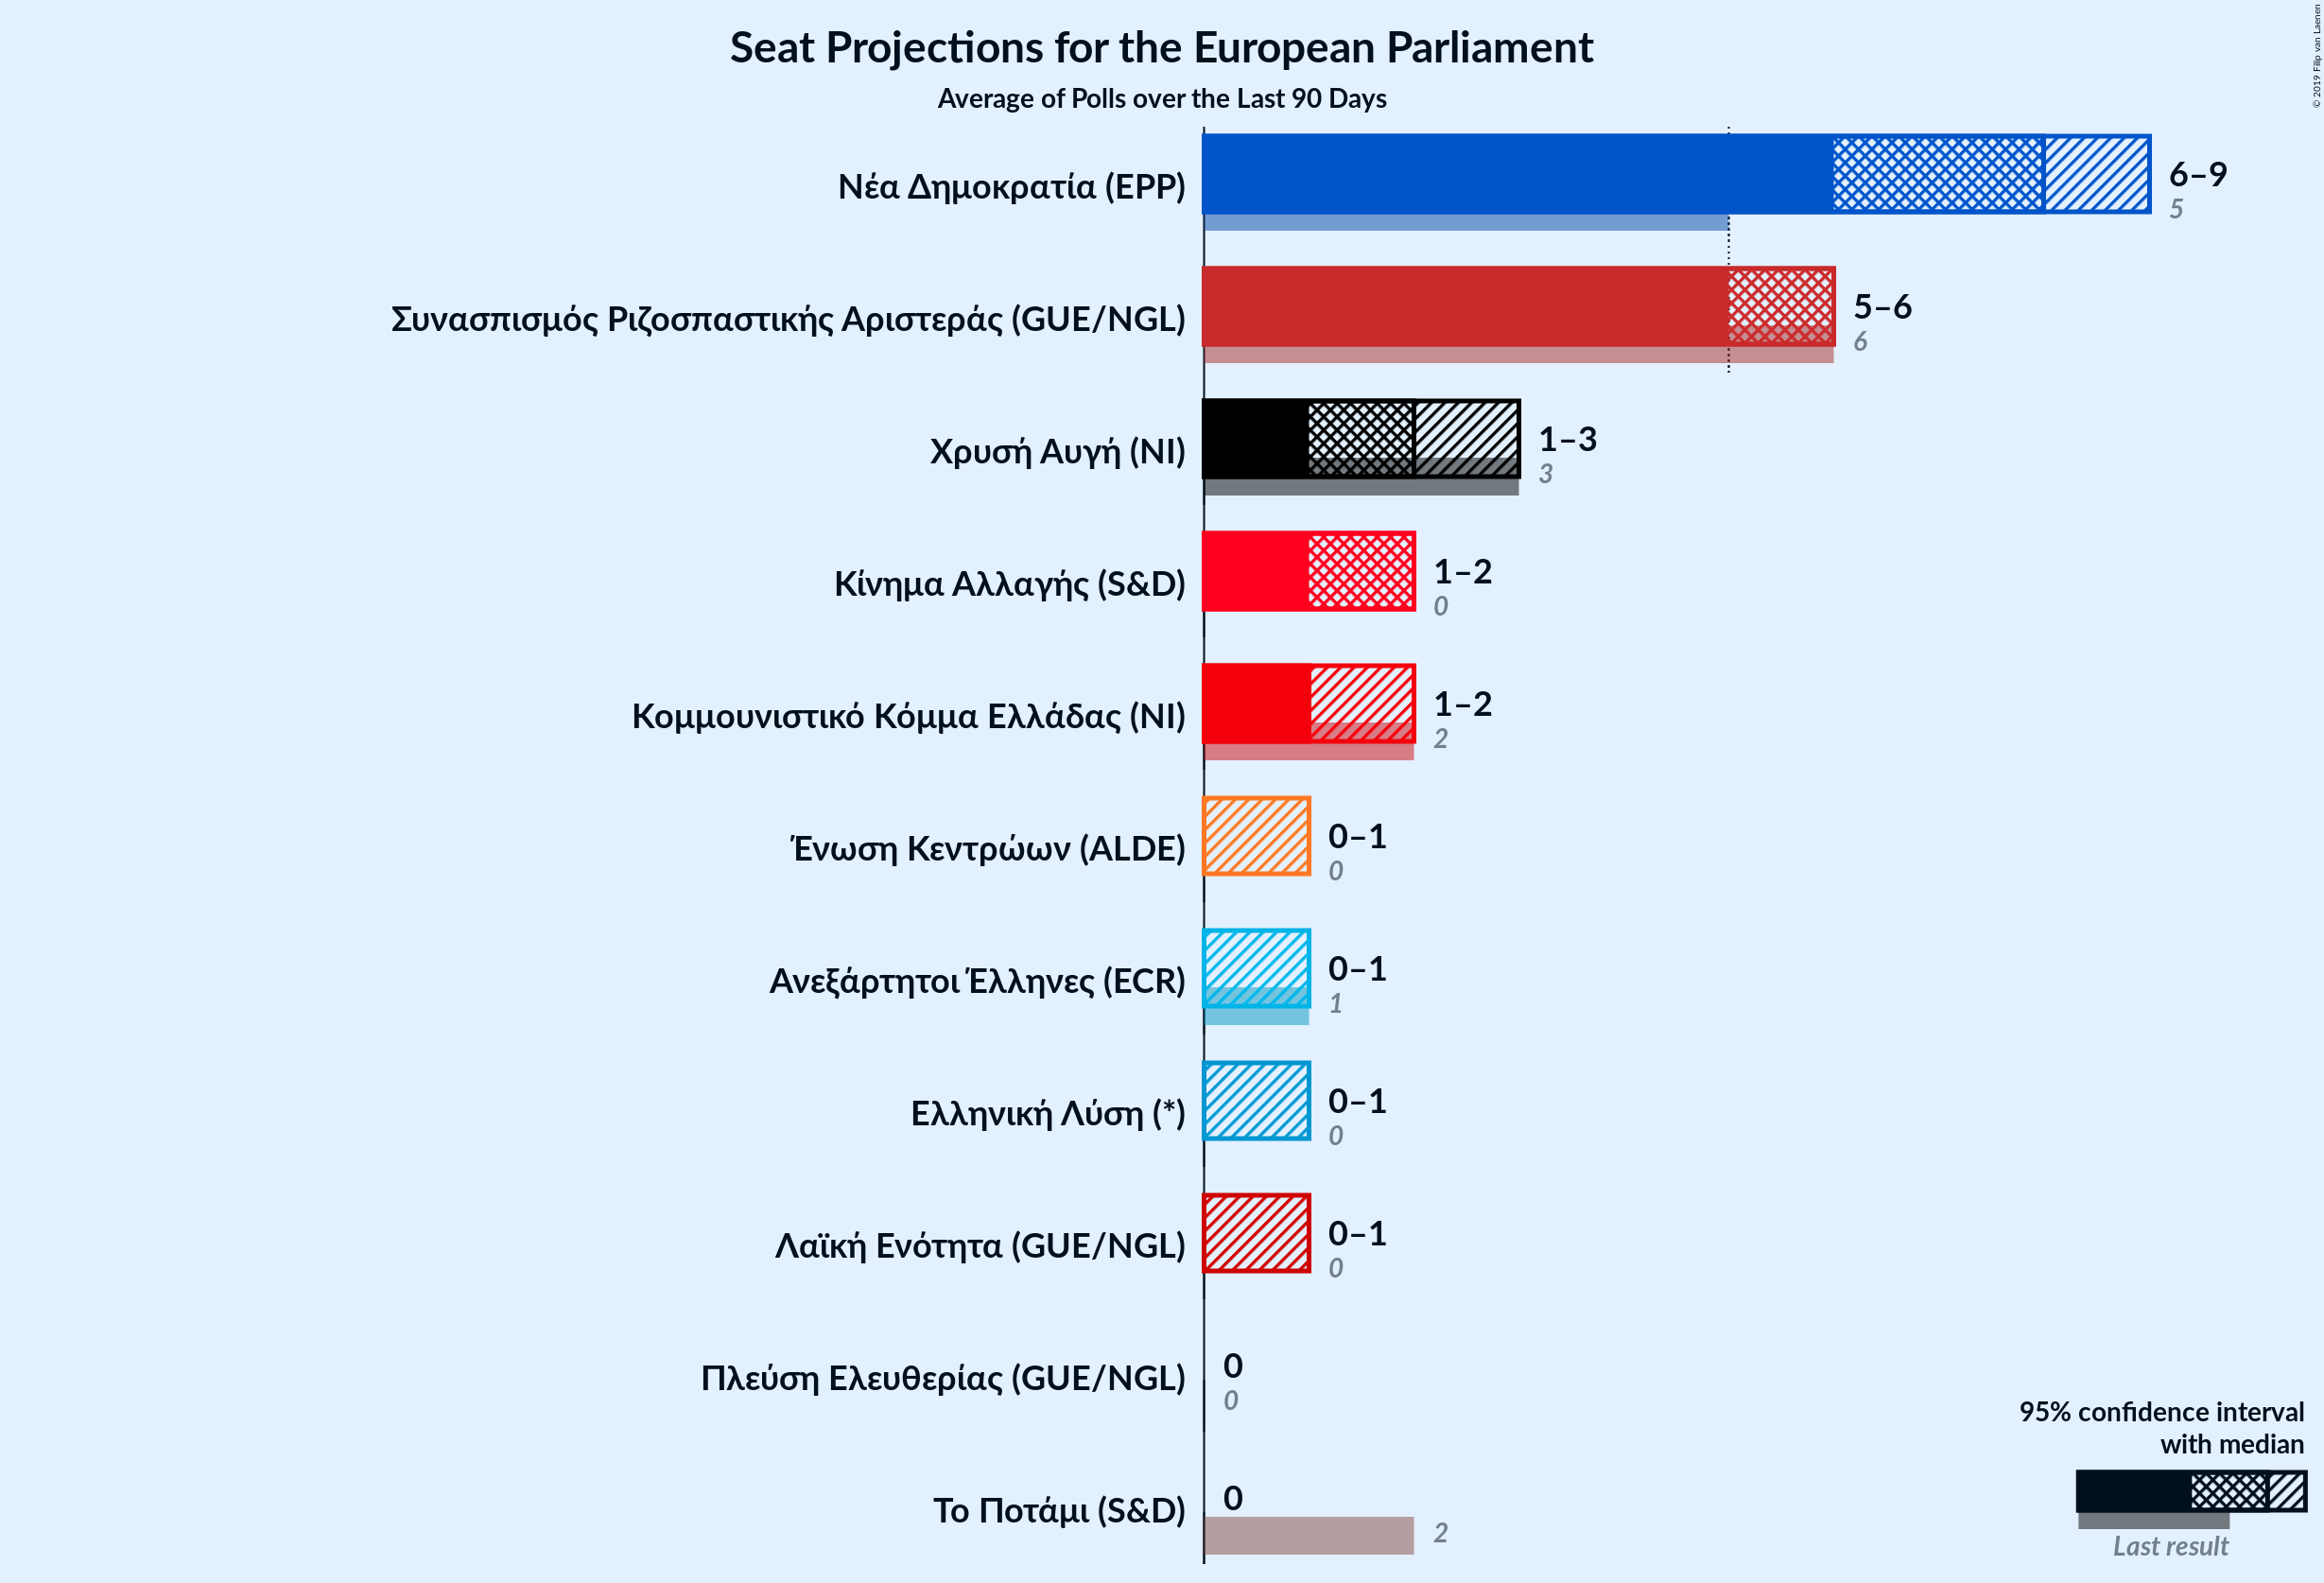 Seat Projections for the European Parliament
Average of Polls over the Last 90 Days
© 2019 Filip van Laenen
Νέα Δημοκρατία (EPP)
6–9
5
Συνασπισμός Ριζοσπαστικής Αριστεράς (GUE/NGL)
5–6
6
Χρυσή Αυγή (NI)
1–3
3
Κίνημα Αλλαγής (S&D)
1–2
0
Κομμουνιστικό Κόμμα Ελλάδας (NI)
1–2
2
Ένωση Κεντρώων (ALDE)
0–1
0
Ανεξάρτητοι Έλληνες (ECR)
0–1
1
Ελληνική Λύση (*)
0–1
0
Λαϊκή Ενότητα (GUE/NGL)
0–1
0
Πλεύση Ελευθερίας (GUE/NGL)
0
0
Το Ποτάμι (S&D)
0
2
95% confidence interval
with median
Last result